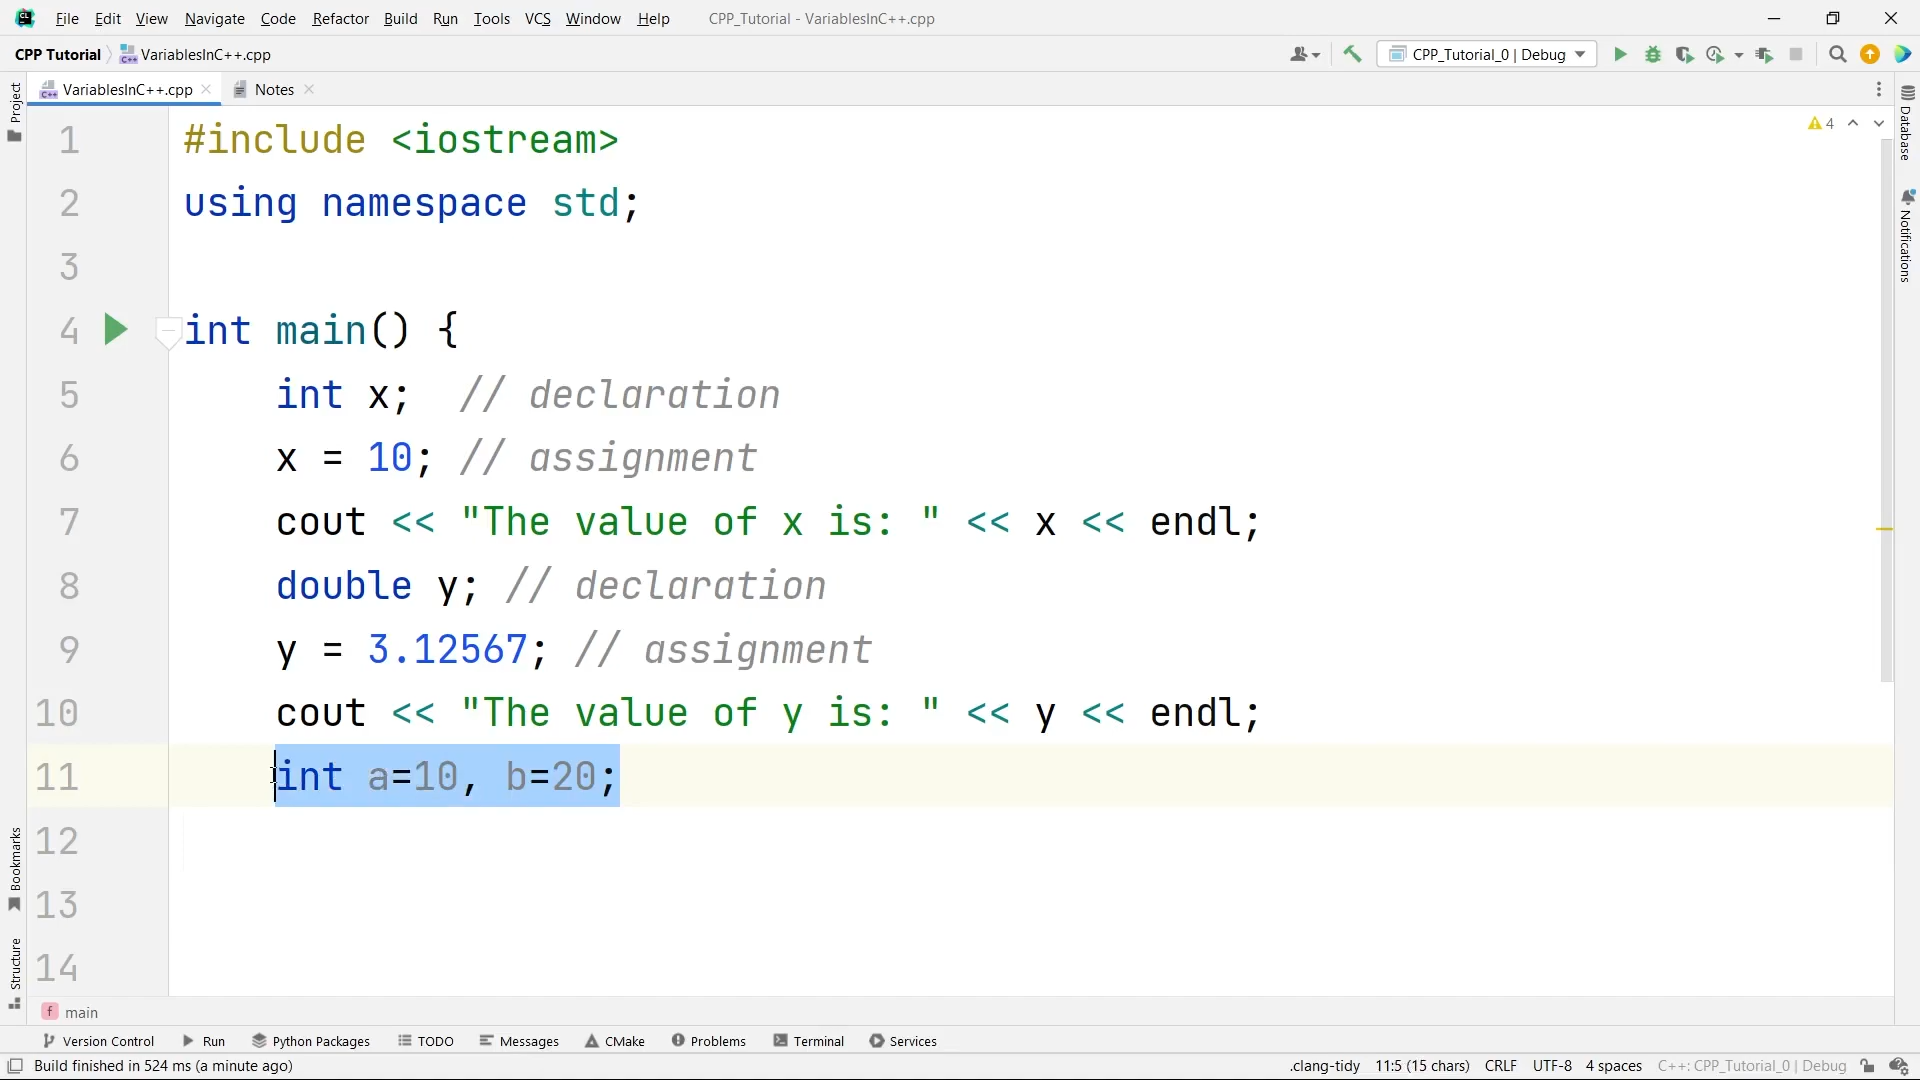 File Edit View Navigate Code Refactor Build Run Tools VCS Window Help CPP_Tutorial - VariablesInC++.cpp
CPP Tutorial VariablesInC++.cpp CPP_Tutorial_0 | Debug
VariablesInC++.cpp Notes
Project
4
Database
Notifications
1 #include <iostream>
2 using namespace std;
3
4 int main() {
5 int x; // declaration
6 x = 10; // assignment
7 cout << "The value of x is: " << x << endl;
8 double y; // declaration
9 y = 3.12567; // assignment
10 cout << "The value of y is: " << y << endl;
11 int a=10, b=20;
12
13
14
Bookmarks
Structure
f main
Version Control Run Python Packages TODO Messages CMake Problems Terminal Services
Build finished in 524 ms (a minute ago) .clang-tidy 11:5 (15 chars) CRLF UTF-8 4 spaces C++: CPP_Tutorial_0 | Debug